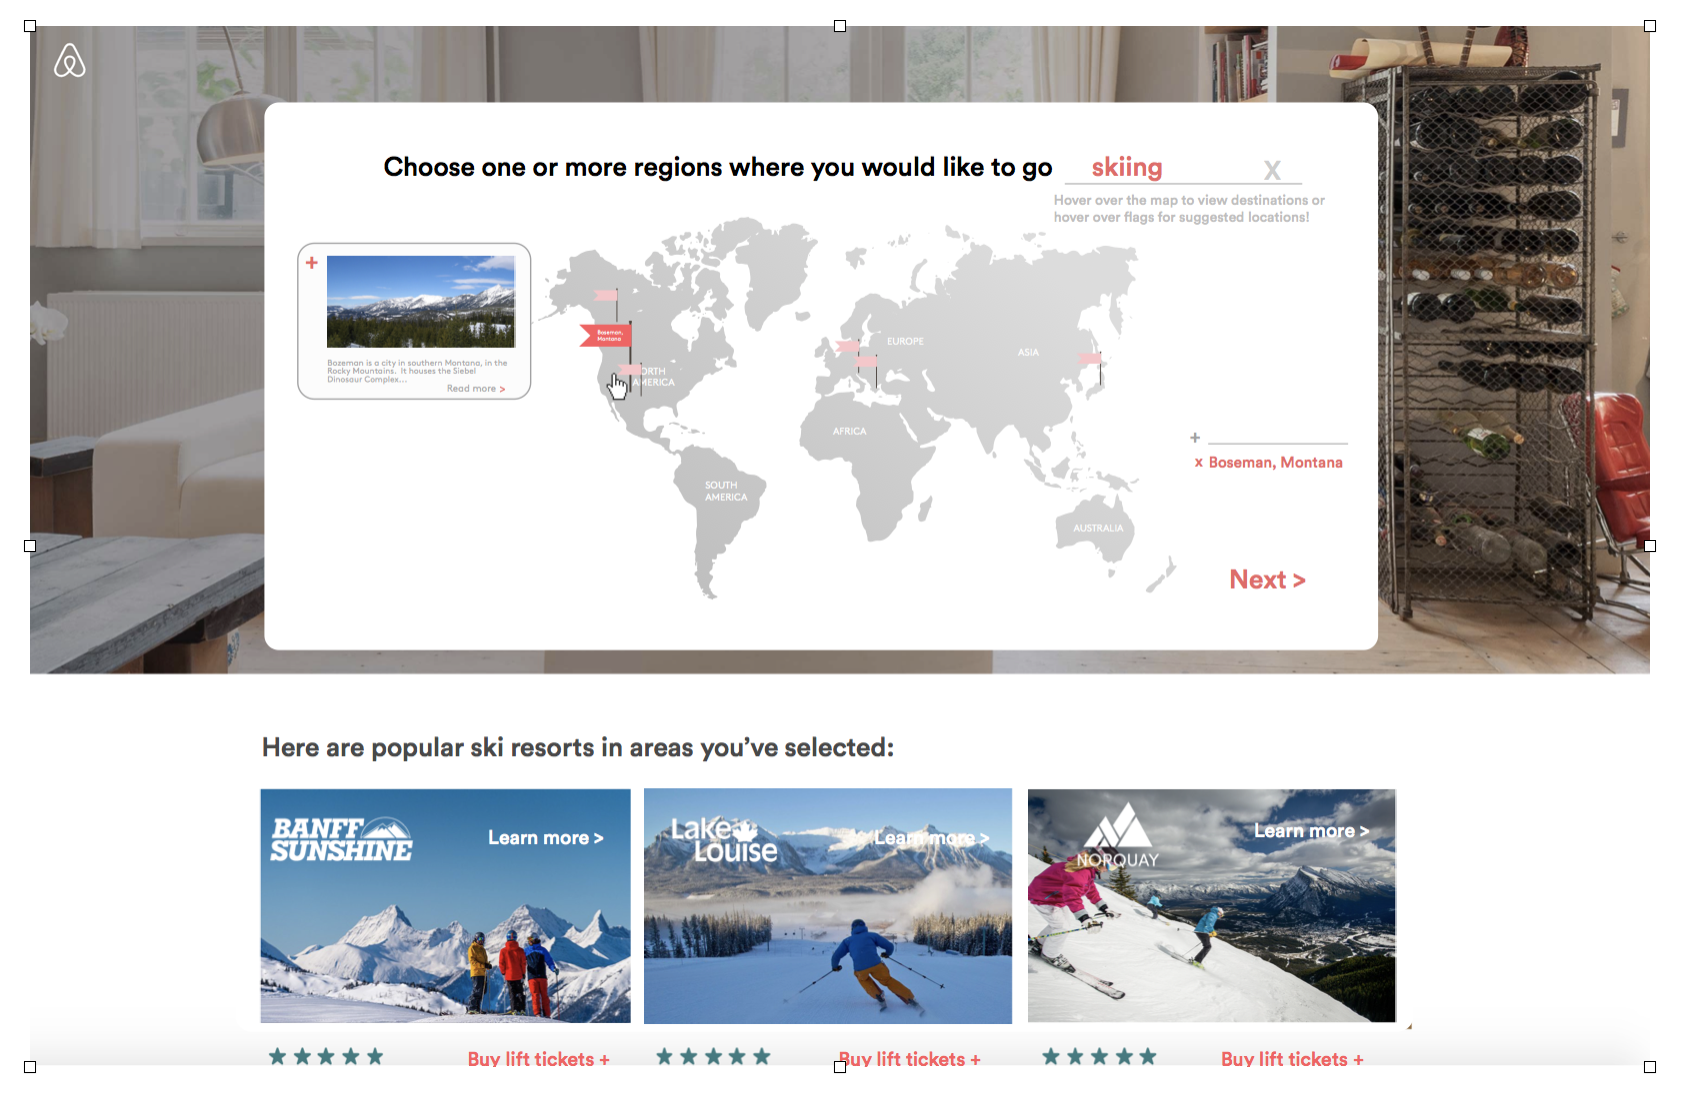 Choose one or more regions where you would like to go skiing X
Hover over the map to view destinations or
hover over flags for suggested locations!
+
Bozeman is a city in southern Montana, in the
Rocky Mountains. It houses the Siebel
Dinosaur Complex...
Read more >
Boseman,
Montana
ORTH
AMERICA
EUROPE
ASIA
AFRICA
SOUTH
AMERICA
AUSTRALIA
+
x Boseman, Montana
Next >
Here are popular ski resorts in areas you've selected:
BANFF
SUNSHINE
Learn more >
Lake
Louise
Learn more >
NORQUAY
Learn more >
Buy lift tickets +
Buy lift tickets +
Buy lift tickets +